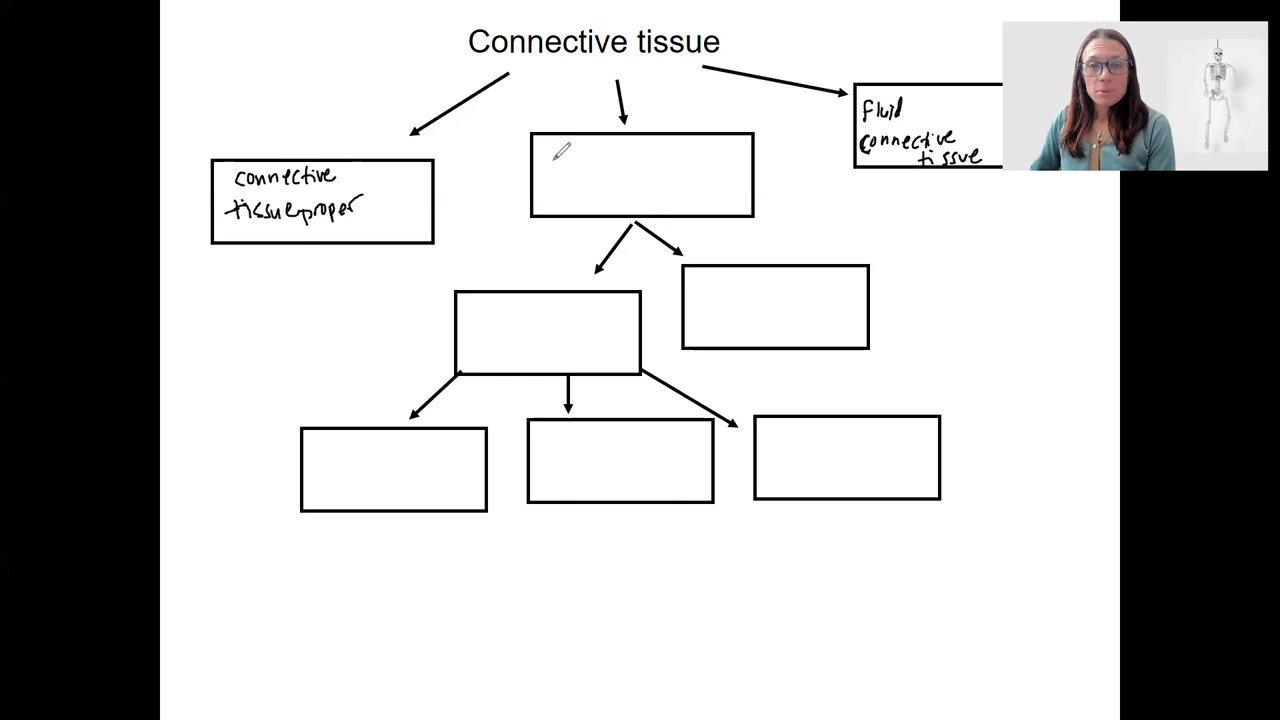 Connective tissue
connective
tissue proper
fluid
connective
tissue